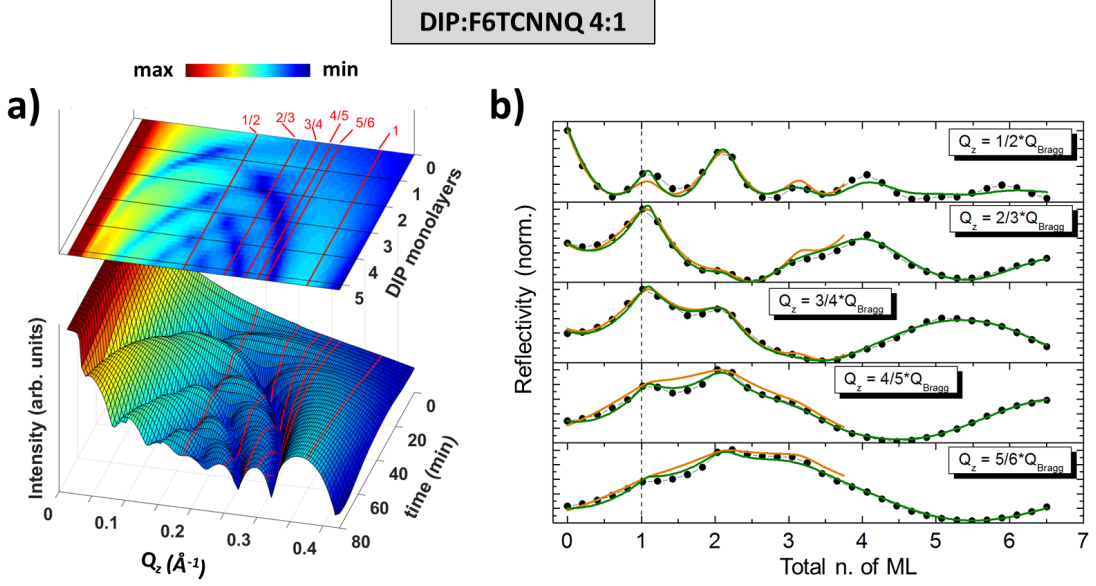 DIP:F6TCNNQ 4:1
max min
a)
1/2 2/3 3/4 4/5 5/6 1
0
1
2
3
4
5
DIP monolayers
Intensity (arb. units)
0 0.1 0.2 0.3 0.4
Qz (Å-1)
0
20
40
60
80
time (min)
b)
Reflectivity (norm.)
Qz = 1/2*QBragg
Qz = 2/3*QBragg
Qz = 3/4*QBragg
Qz = 4/5*QBragg
Qz = 5/6*QBragg
0 1 2 3 4 5 6 7
Total n. of ML